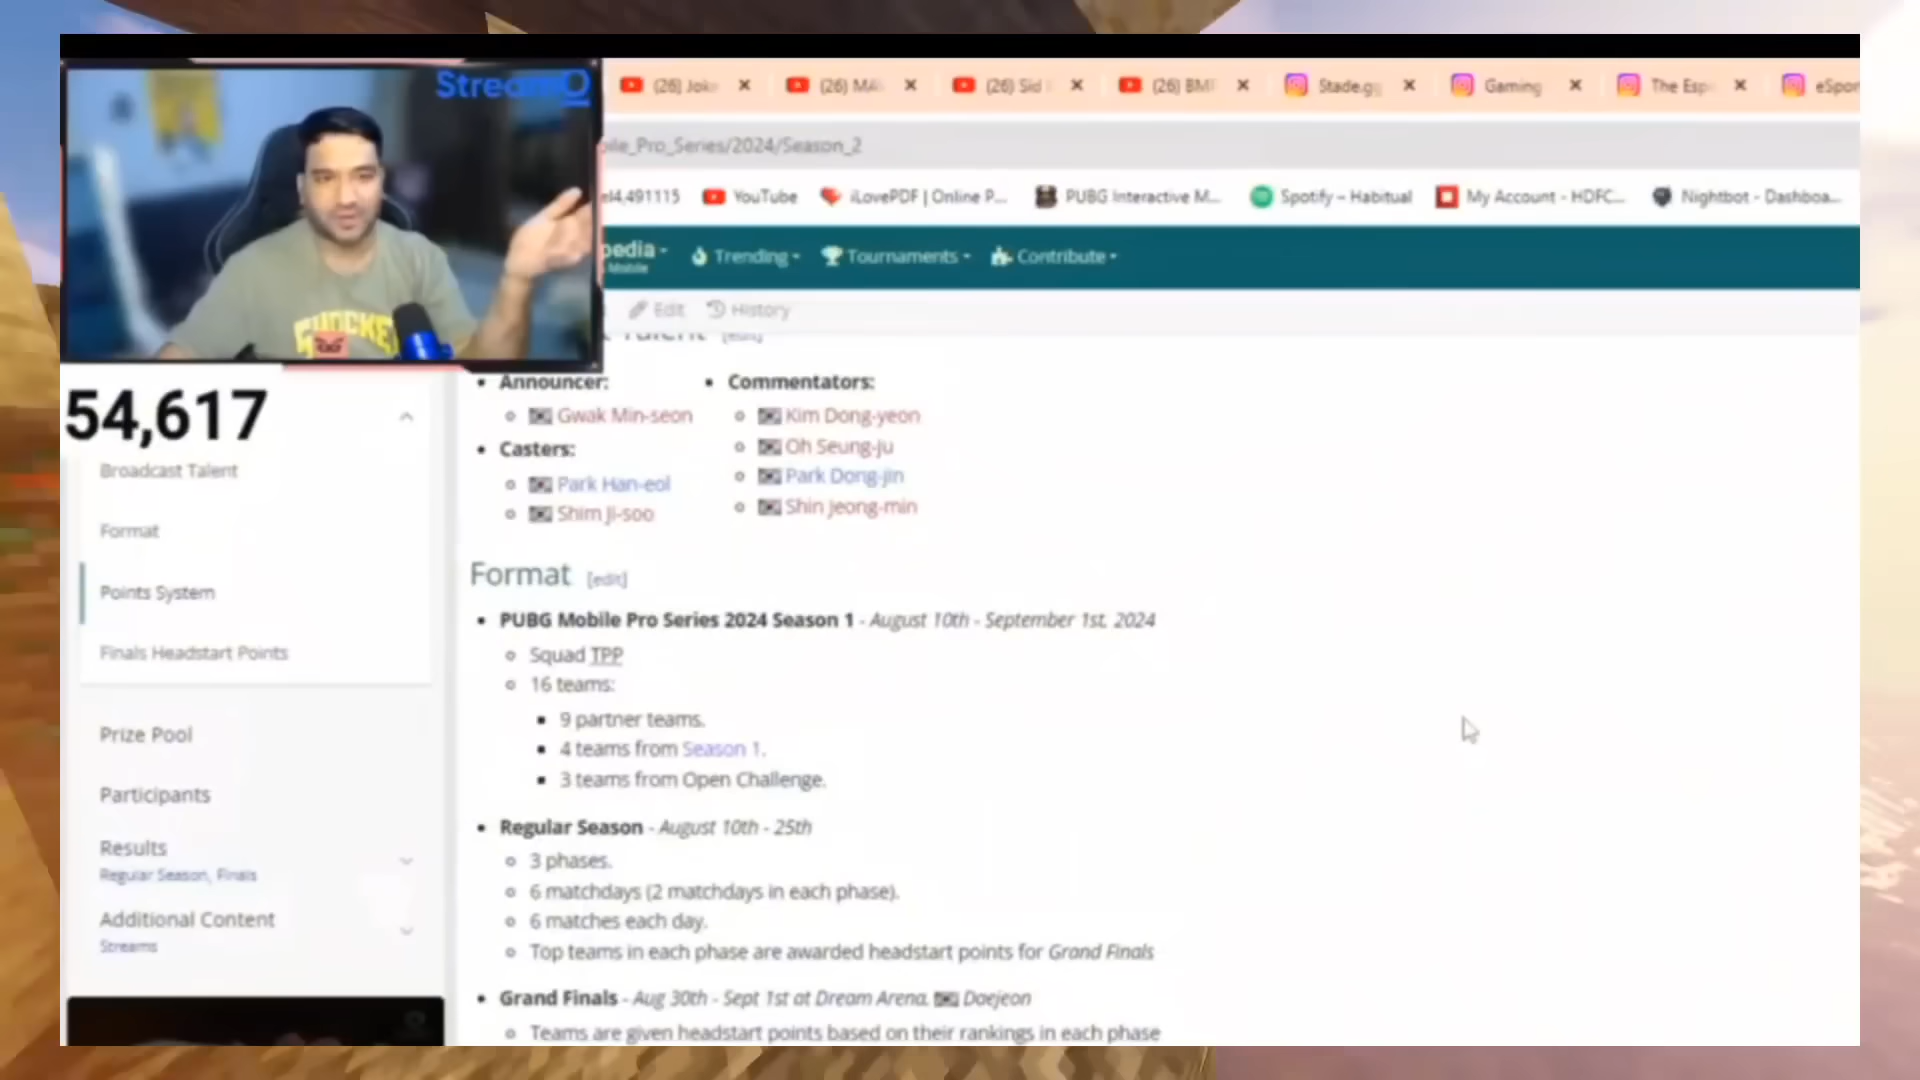 StreamO
(26) Joke
(26) MA
(26) Sid
(26) BM
Stade.gg
Gaming
The Esp
eSpor
bile_Pro_Series/2024/Season_2
el4,491115
YouTube
iLovePDF | Online P...
PUBG Interactive M...
Spotify – Habitual
My Account - HDFC...
Nightbot - Dashboa...
pedia
Mobile
Trending
Tournaments
Contribute
Edit
History
Talent [edit]
54,617
Broadcast Talent
Format
Points System
Finals Headstart Points
Prize Pool
Participants
Results
Regular Season, Finals
Additional Content
Streams
Announcer:
Gwak Min-seon
Casters:
Park Han-eol
Shim Ji-soo
Commentators:
Kim Dong-yeon
Oh Seung-ju
Park Dong-jin
Shin Jeong-min
Format [edit]
PUBG Mobile Pro Series 2024 Season 1 - August 10th - September 1st, 2024
Squad TPP
16 teams:
9 partner teams.
4 teams from Season 1.
3 teams from Open Challenge.
Regular Season - August 10th - 25th
3 phases.
6 matchdays (2 matchdays in each phase).
6 matches each day.
Top teams in each phase are awarded headstart points for Grand Finals
Grand Finals - Aug 30th - Sept 1st at Dream Arena, Daejeon
Teams are given headstart points based on their rankings in each phase